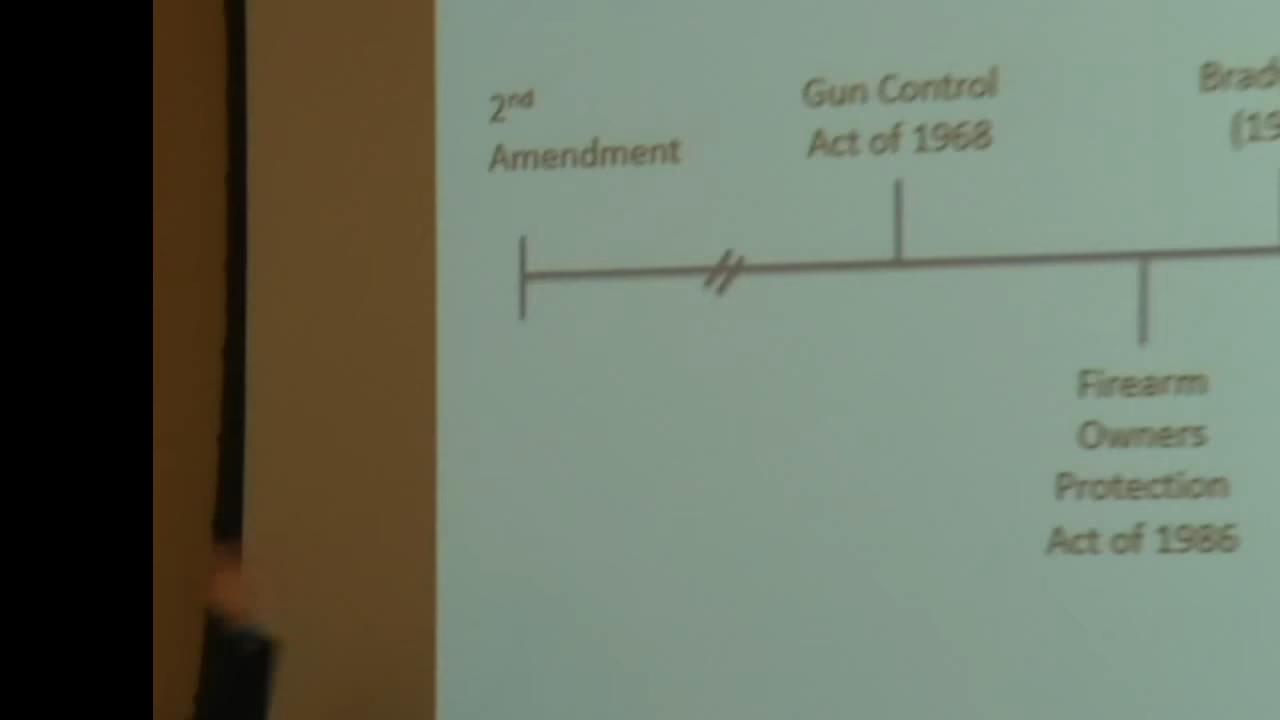 2nd
Amendment
Gun Control
Act of 1968
Firearm
Owners
Protection
Act of 1986